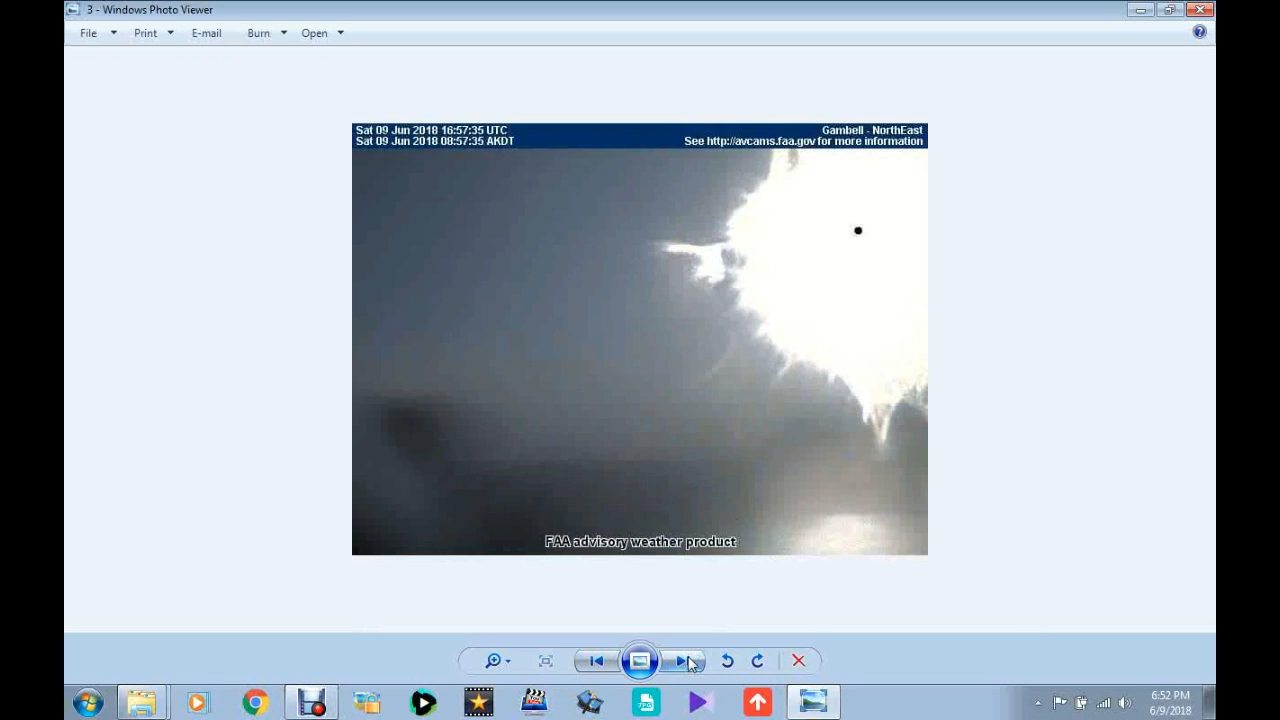 3 - Windows Photo Viewer
File Print E-mail Burn Open
Sat 09 Jun 2018 16:57:35 UTC Gambell - NorthEast
Sat 09 Jun 2018 08:57:35 AKDT See http://avcams.faa.gov for more information
FAA advisory weather product
6:52 PM
6/9/2018